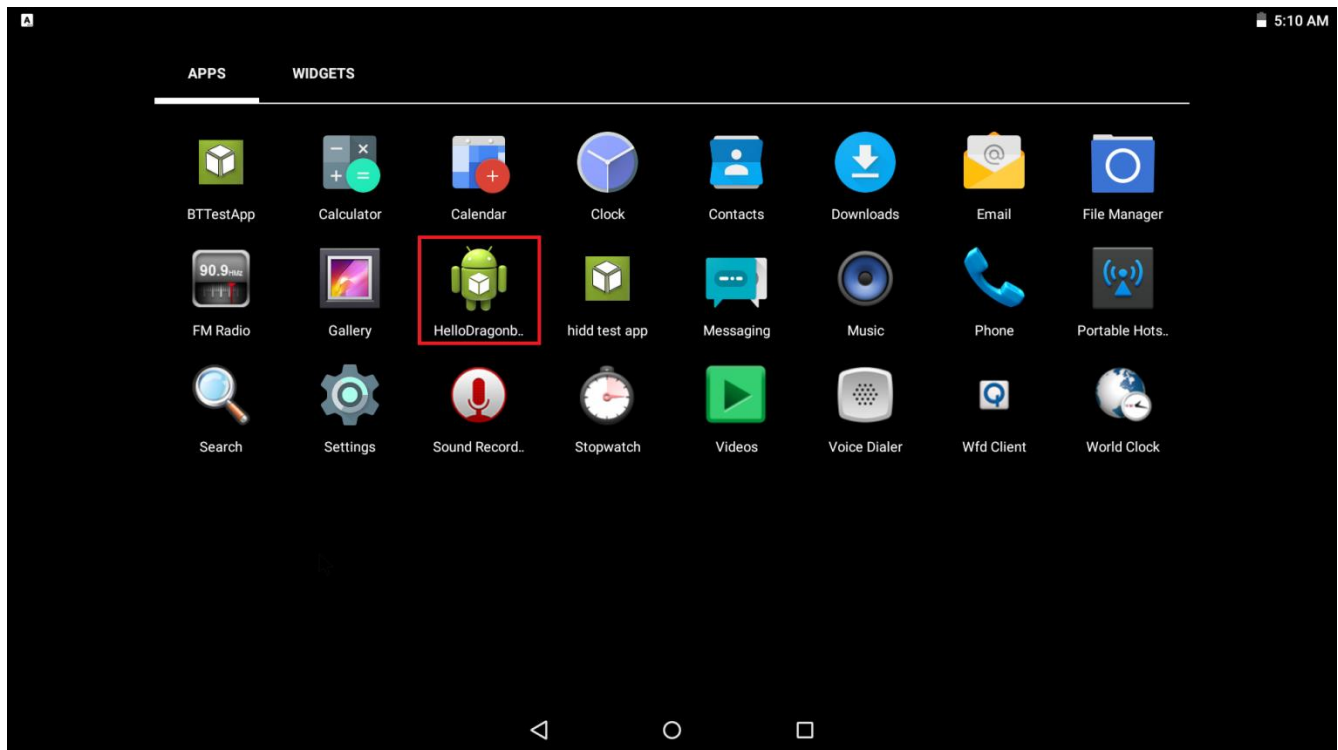 A
5:10 AM
APPS WIDGETS
BTTestApp Calculator Calendar Clock Contacts Downloads Email File Manager
90.9
FM Radio Gallery HelloDragonb.. hidd test app Messaging Music Phone Portable Hots..
Search Settings Sound Record.. Stopwatch Videos Voice Dialer Wfd Client World Clock